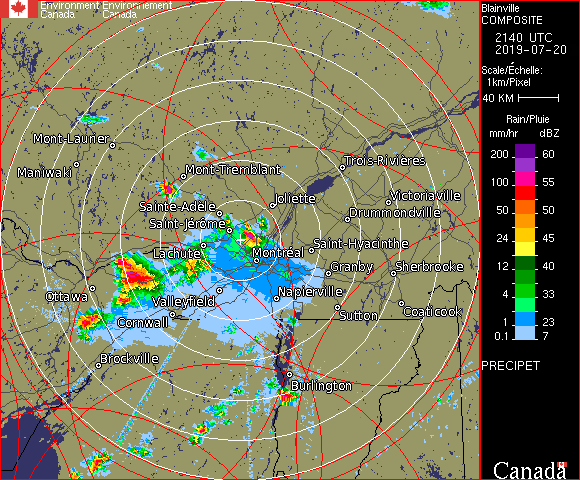 Environment Environnement
Canada Canada
Blainville
COMPOSITE
2140 UTC
2019-07-20
Scale/Échelle:
1km/Pixel
40 KM
Rain/Pluie
mm/hr dBZ
200 60
100 55
50 50
24 45
12 40
4 33
1 23
0.1 7
PRECIPET
Canada
Mont-Laurier
Maniwaki
Mont-Tremblant
Trois-Rivières
Joliette
Victoriaville
Sainte-Adèle
Drummondville
Saint-Jérôme
Saint-Hyacinthe
Lachute
Montréal
Granby
Sherbrooke
Ottawa
Valleyfield
Napierville
Cornwall
Sutton
Coaticook
Brockville
Burlington